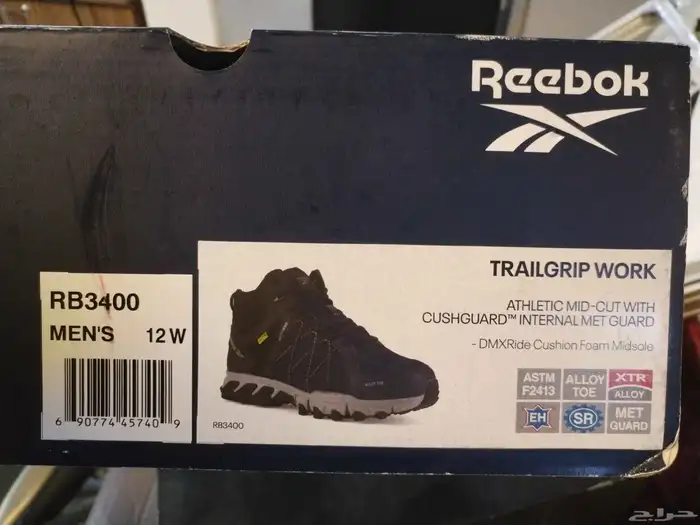 Reebok
RB3400
MEN'S 12 W
6 90774 45740 9
RB3400
TRAILGRIP WORK
ATHLETIC MID-CUT WITH
CUSHGUARD™ INTERNAL MET GUARD
- DMXRide Cushion Foam Midsole
ASTM F2413
ALLOY TOE
XTR ALLOY
EH
SR
MET GUARD
حراج